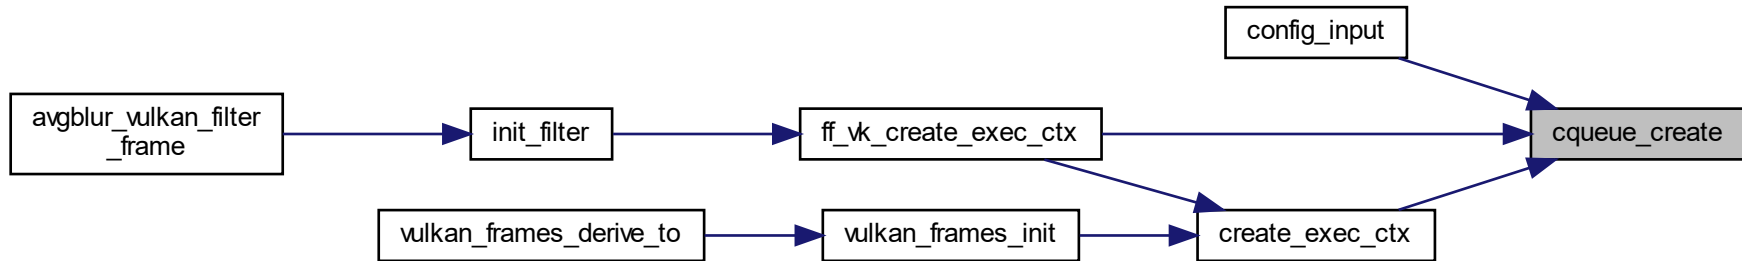 config_input
avgblur_vulkan_filter
_frame
init_filter
ff_vk_create_exec_ctx
cqueue_create
vulkan_frames_derive_to
vulkan_frames_init
create_exec_ctx